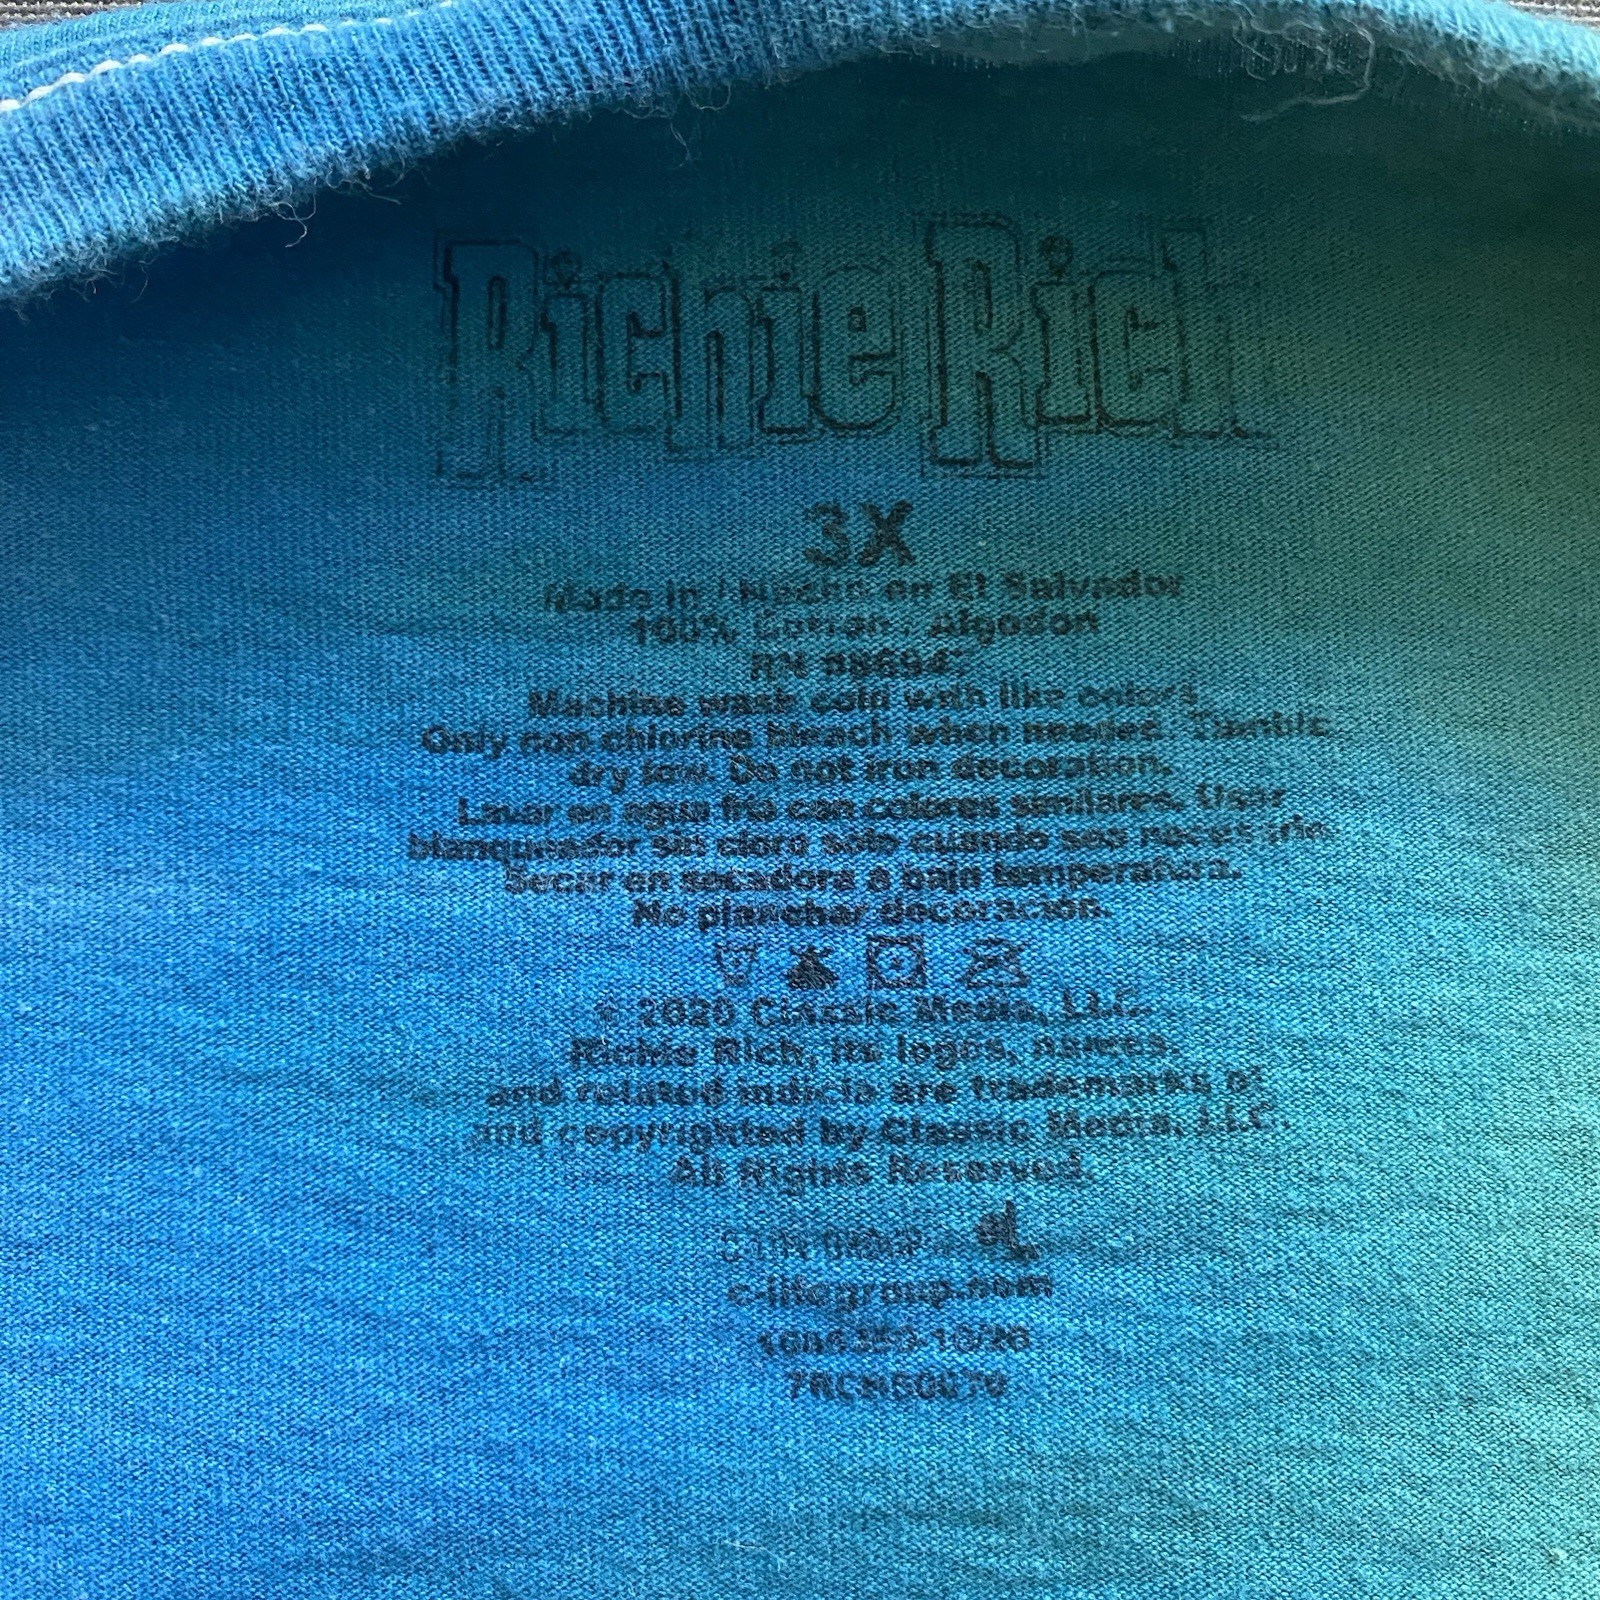 Richie Rich
3X
Made in / Hecho en El Salvador
100% Cotton / Algodon
RN
Machine wash cold with like colors.
Only non chlorine bleach when needed. Tumble
dry low. Do not iron decoration.
Lavar en agua fria con colores similares. Usar
blanqueador sin cloro solo cuando sea necesario.
Secar en secadora a baja temperatura.
No planchar decoración.
© 2020 Classic Media, LLC.
Richie Rich, its logos, names,
and related indicia are trademarks of
and copyrighted by Classic Media, LLC.
All Rights Reserved.
c-lifegroup.com